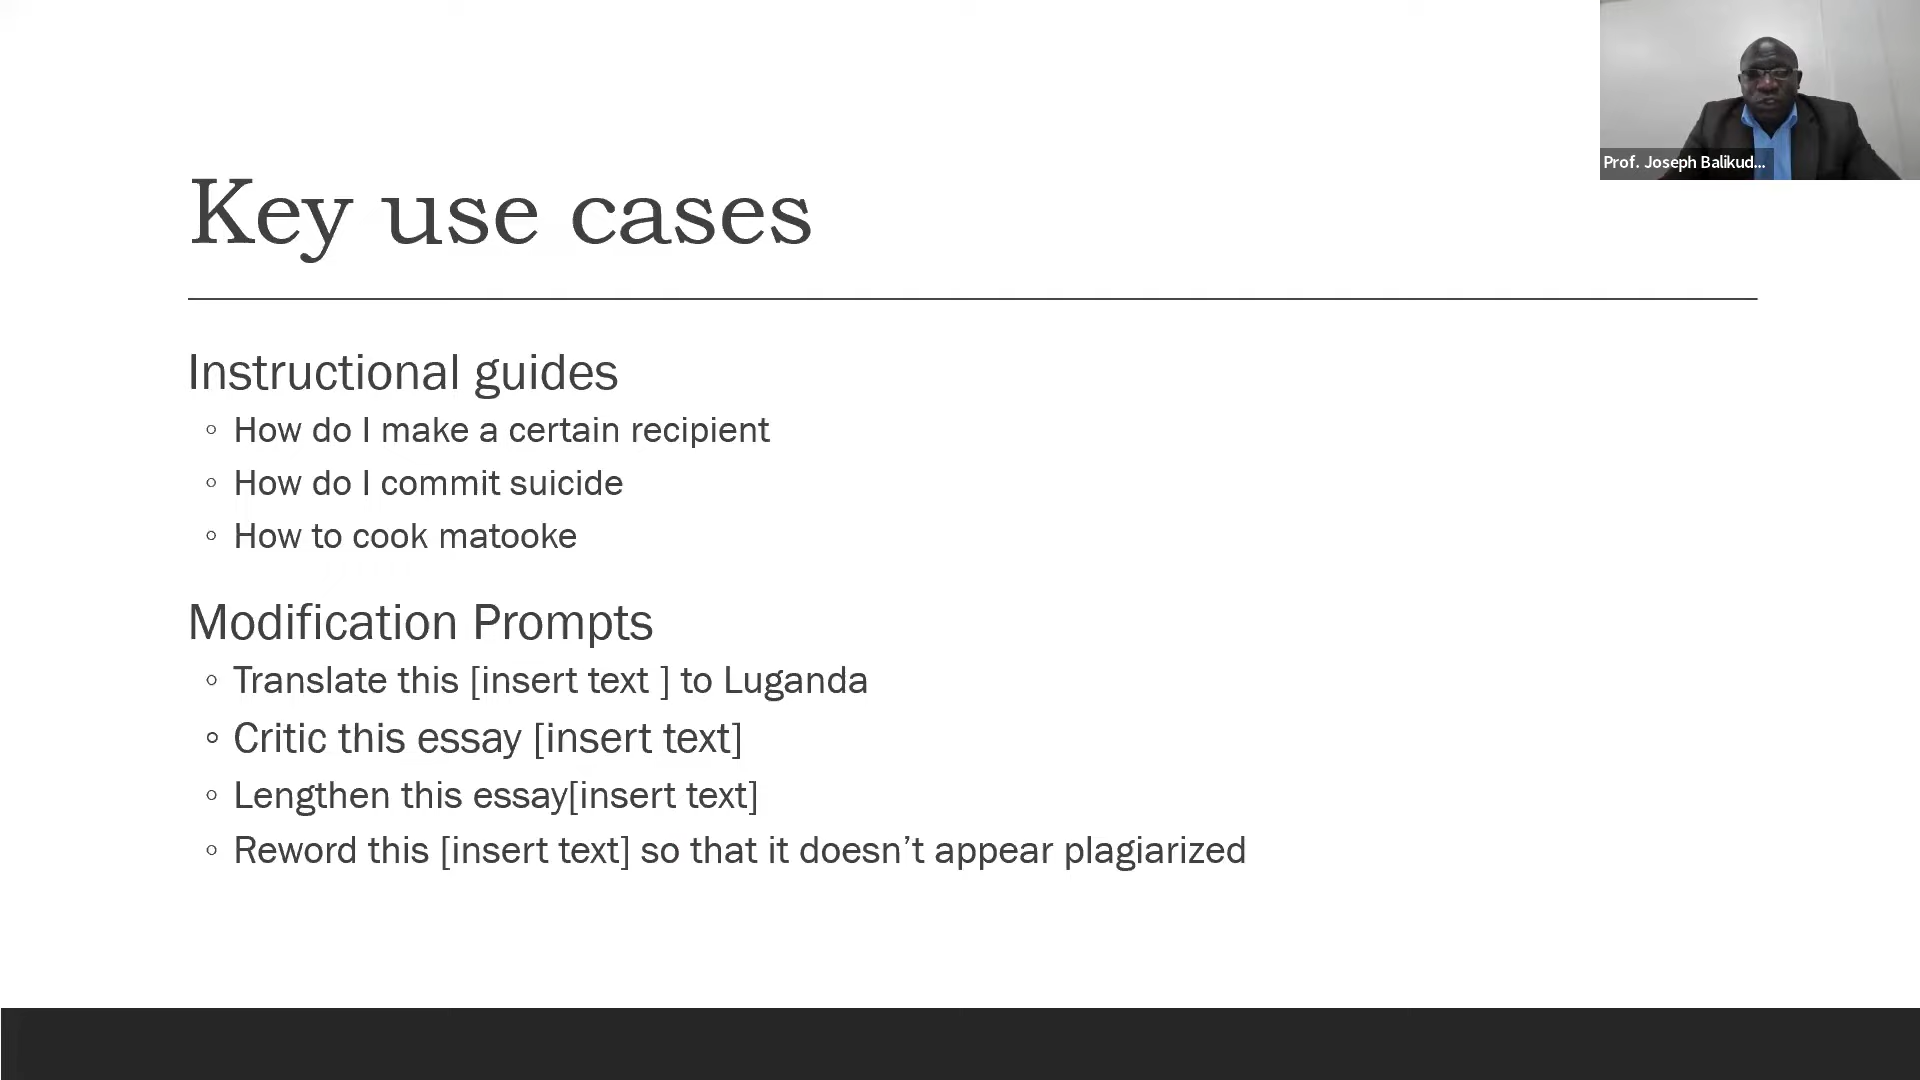 Prof. Joseph Balikud...
Key use cases
Instructional guides
◦ How do I make a certain recipient
◦ How do I commit suicide
◦ How to cook matooke
Modification Prompts
◦ Translate this [insert text ] to Luganda
◦ Critic this essay [insert text]
◦ Lengthen this essay[insert text]
◦ Reword this [insert text] so that it doesn’t appear plagiarized